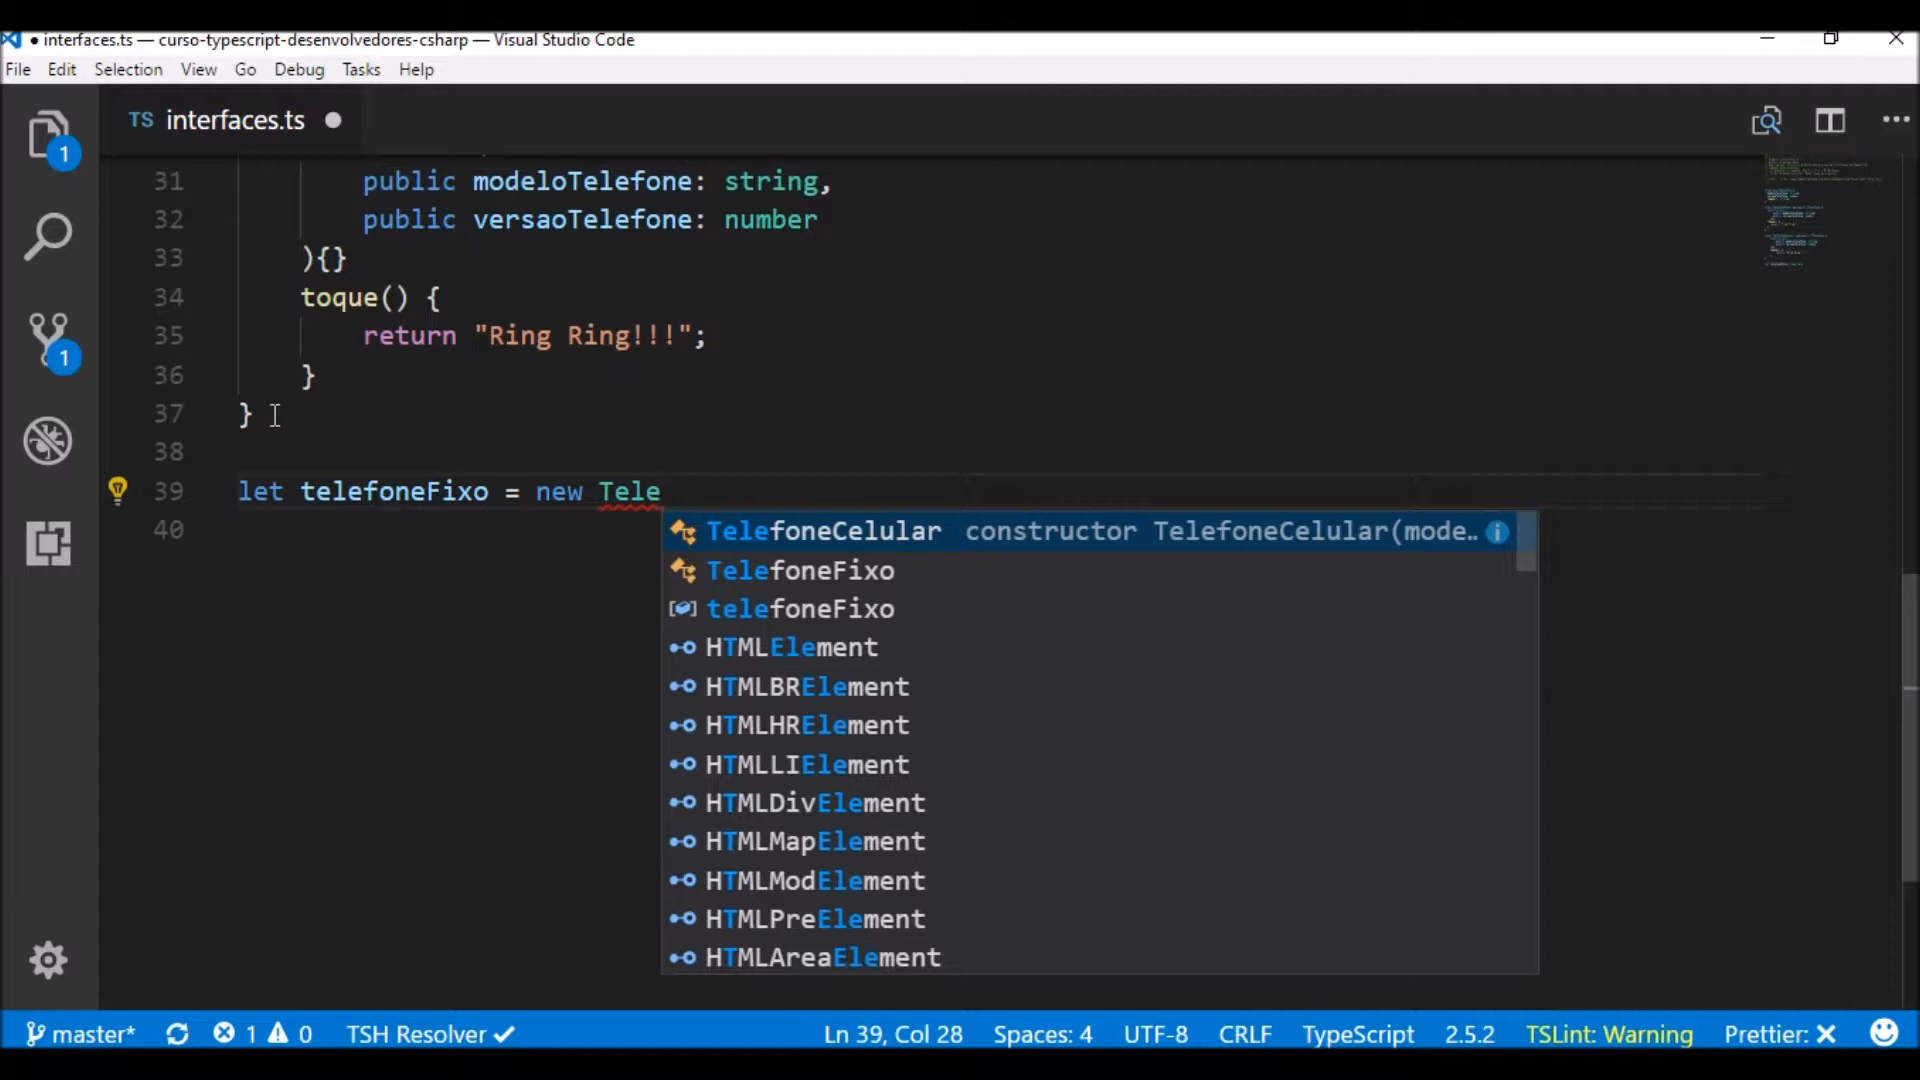 interfaces.ts — curso-typescript-desenvolvedores-csharp — Visual Studio Code
File Edit Selection View Go Debug Tasks Help
TS interfaces.ts
1
1
31 public modeloTelefone: string,
32 public versaoTelefone: number
33 ){}
34 toque() {
35 return "Ring Ring!!!";
36 }
37 }
38
39 let telefoneFixo = new Tele
40
TelefoneCelular constructor TelefoneCelular(mode…
TelefoneFixo
telefoneFixo
HTMLElement
HTMLBRElement
HTMLHRElement
HTMLLIElement
HTMLDivElement
HTMLMapElement
HTMLModElement
HTMLPreElement
HTMLAreaElement
master* 1 0 TSH Resolver Ln 39, Col 28 Spaces: 4 UTF-8 CRLF TypeScript 2.5.2 TSLint: Warning Prettier: